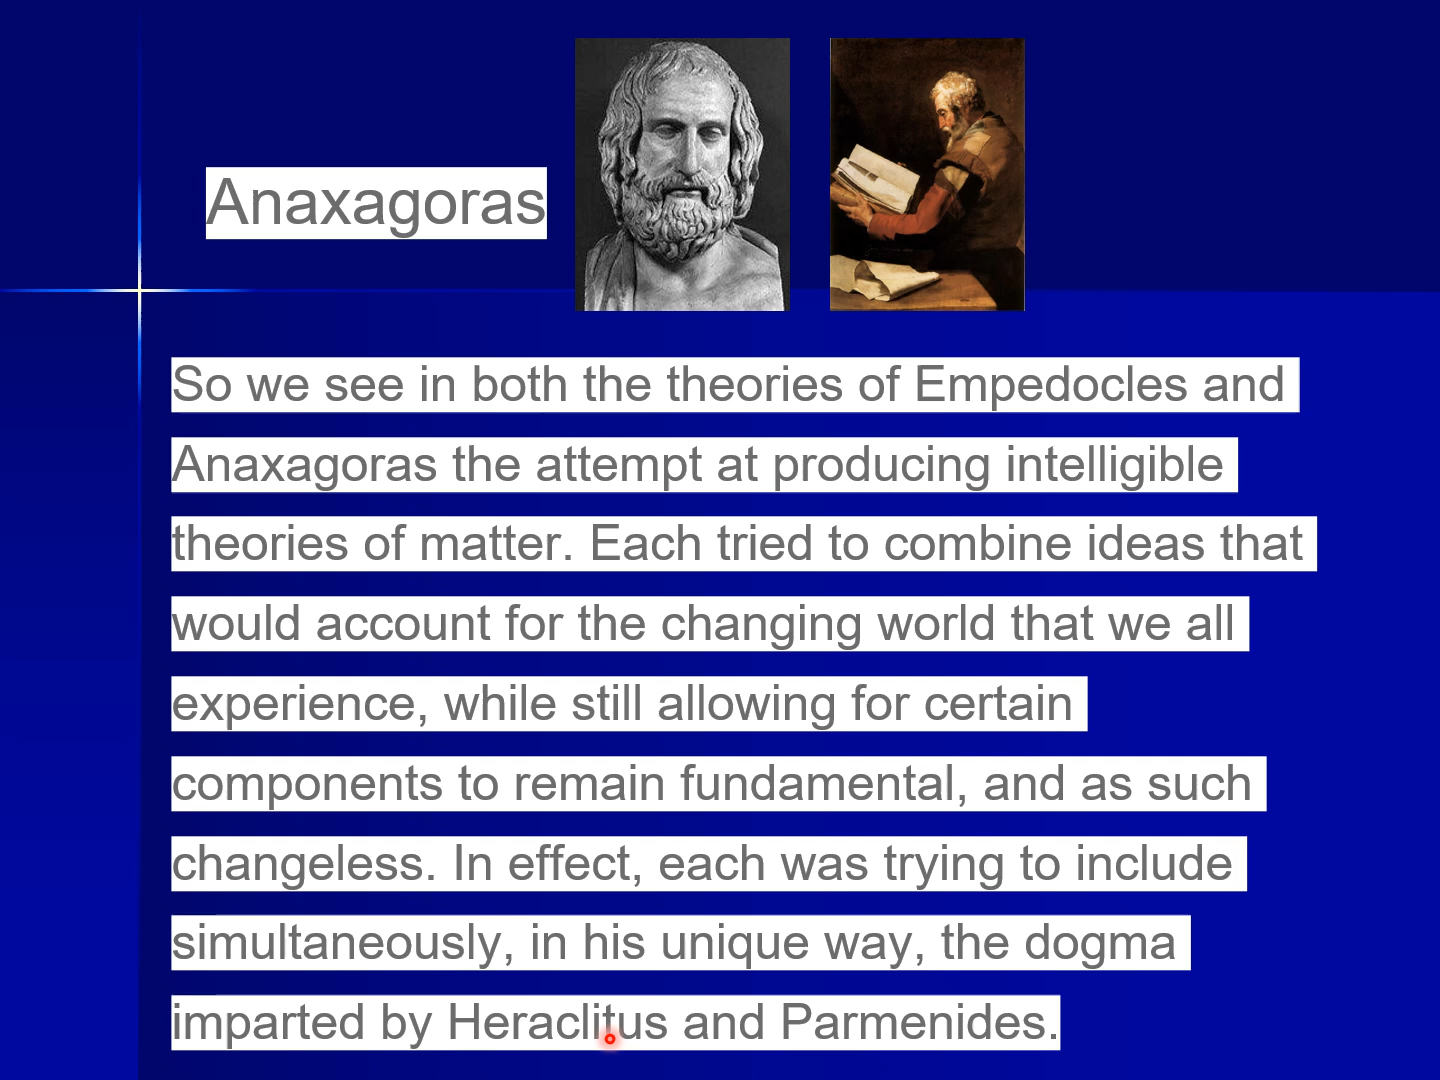 Anaxagoras
So we see in both the theories of Empedocles and
Anaxagoras the attempt at producing intelligible
theories of matter. Each tried to combine ideas that
would account for the changing world that we all
experience, while still allowing for certain
components to remain fundamental, and as such
changeless. In effect, each was trying to include
simultaneously, in his unique way, the dogma
imparted by Heraclitus and Parmenides.